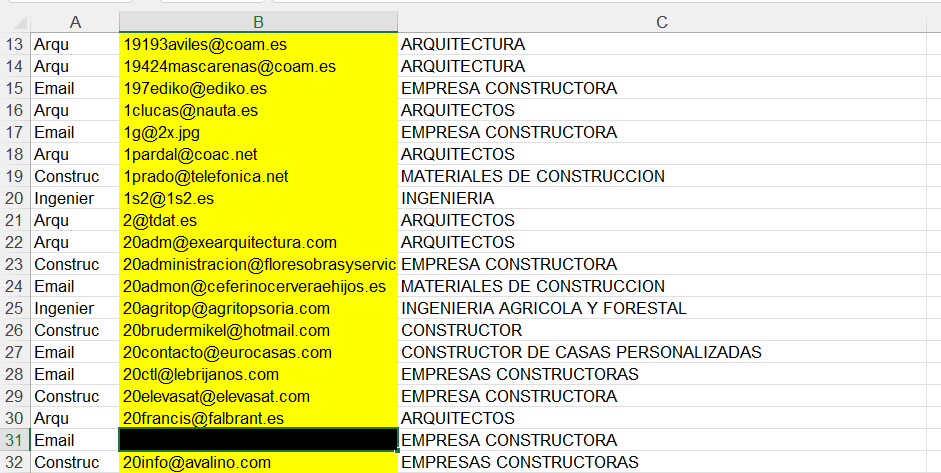 A B C
13 Arqu 19193aviles@coam.es ARQUITECTURA
14 Arqu 19424mascarenas@coam.es ARQUITECTURA
15 Email 197ediko@ediko.es EMPRESA CONSTRUCTORA
16 Arqu 1clucas@nauta.es ARQUITECTOS
17 Email 1g@2x.jpg EMPRESA CONSTRUCTORA
18 Arqu 1pardal@coac.net ARQUITECTOS
19 Construc 1prado@telefonica.net MATERIALES DE CONSTRUCCION
20 Ingenier 1s2@1s2.es INGENIERIA
21 Arqu 2@tdat.es ARQUITECTOS
22 Arqu 20adm@exearquitectura.com ARQUITECTOS
23 Construc 20administracion@floresobrasyservic EMPRESA CONSTRUCTORA
24 Email 20admon@ceferinocerveraehijos.es MATERIALES DE CONSTRUCCION
25 Ingenier 20agritop@agritopsoria.com INGENIERIA AGRICOLA Y FORESTAL
26 Construc 20brudermikel@hotmail.com CONSTRUCTOR
27 Email 20contacto@eurocasas.com CONSTRUCTOR DE CASAS PERSONALIZADAS
28 Email 20ctl@lebrijanos.com EMPRESAS CONSTRUCTORAS
29 Construc 20elevasat@elevasat.com EMPRESA CONSTRUCTORA
30 Arqu 20francis@falbrant.es ARQUITECTOS
31 Email EMPRESA CONSTRUCTORA
32 Construc 20info@avalino.com EMPRESAS CONSTRUCTORAS